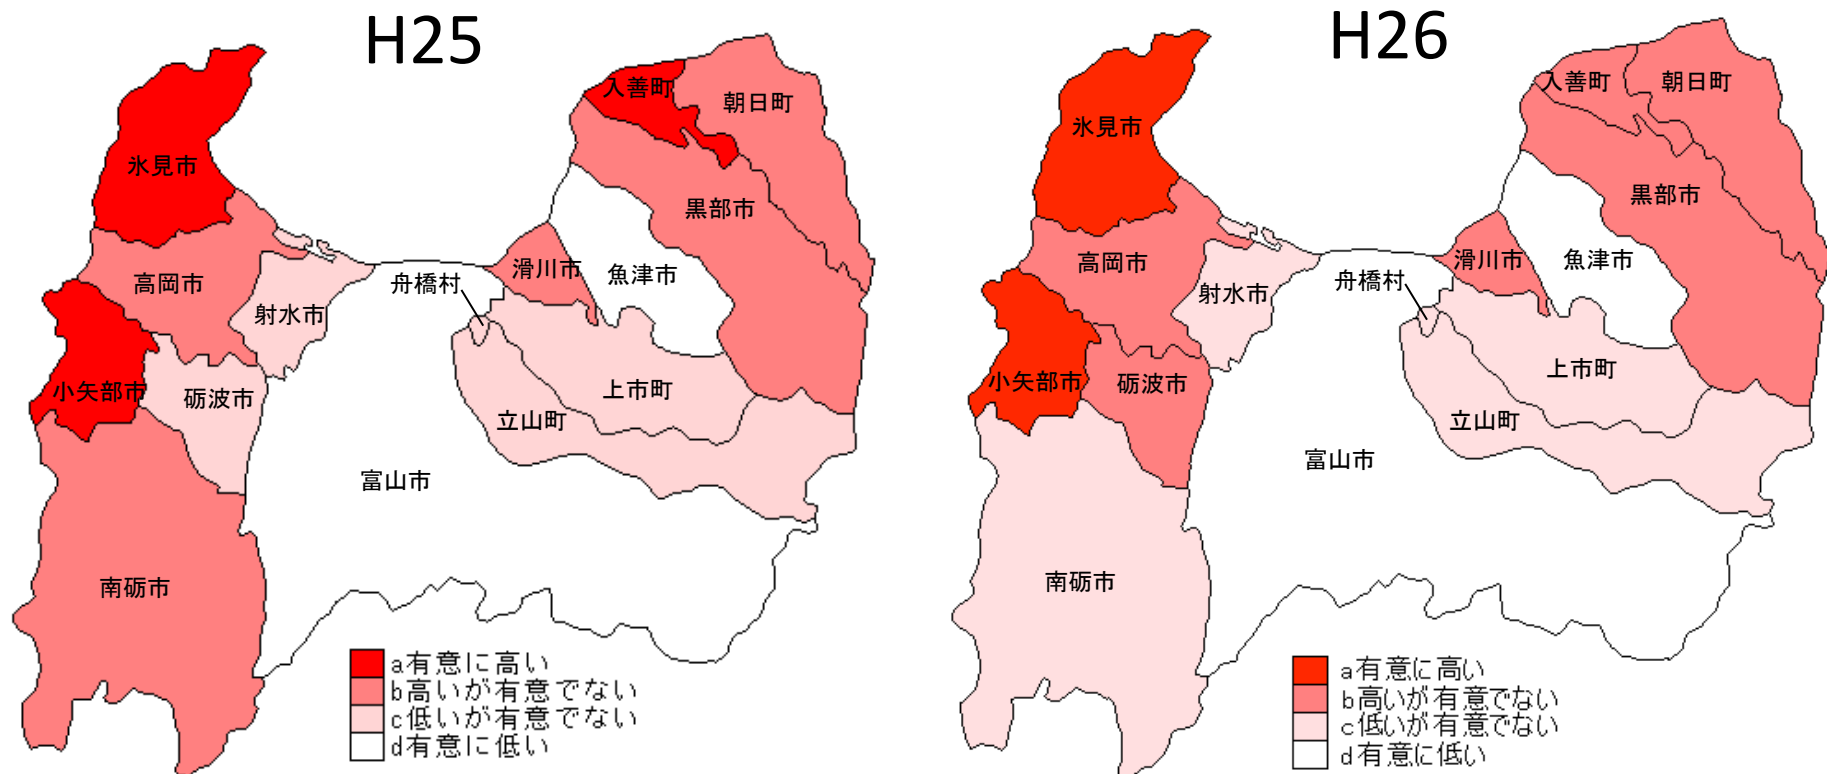 H25
入善町
朝日町
氷見市
黒部市
滑川市
魚津市
高岡市
舟橋村
射水市
小矢部市
砺波市
上市町
立山町
富山市
南砺市
a有意に高い
b高いが有意でない
c低いが有意でない
d有意に低い
H26
入善町
朝日町
氷見市
黒部市
高岡市
滑川市
魚津市
舟橋村
射水市
小矢部市
砺波市
上市町
立山町
富山市
南砺市
a有意に高い
b高いが有意でない
c低いが有意でない
d有意に低い